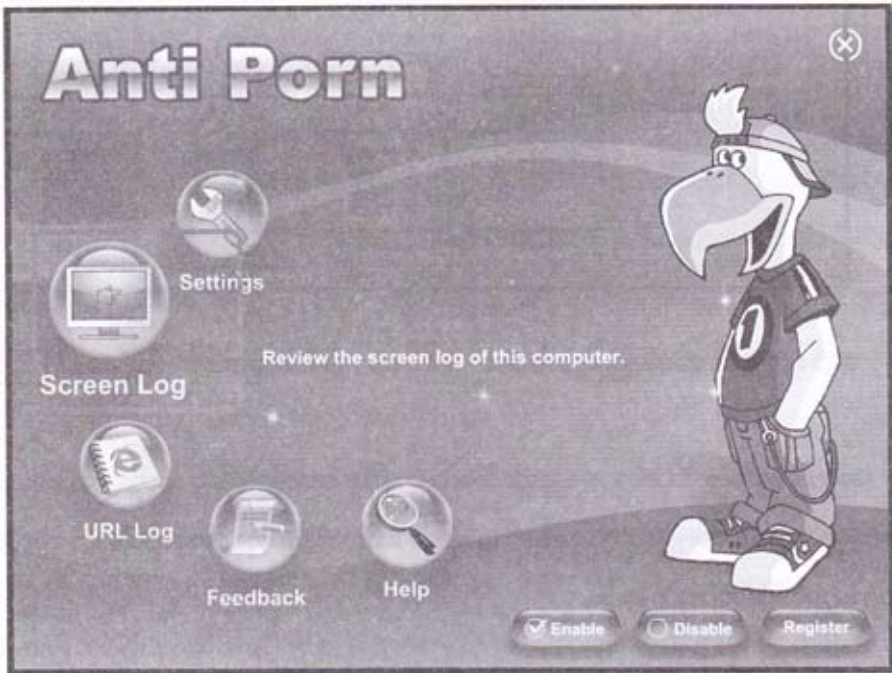 Anti Porn
Settings
Review the screen log of this computer.
Screen Log
URL Log
Feedback
Help
Enable
Disable
Register